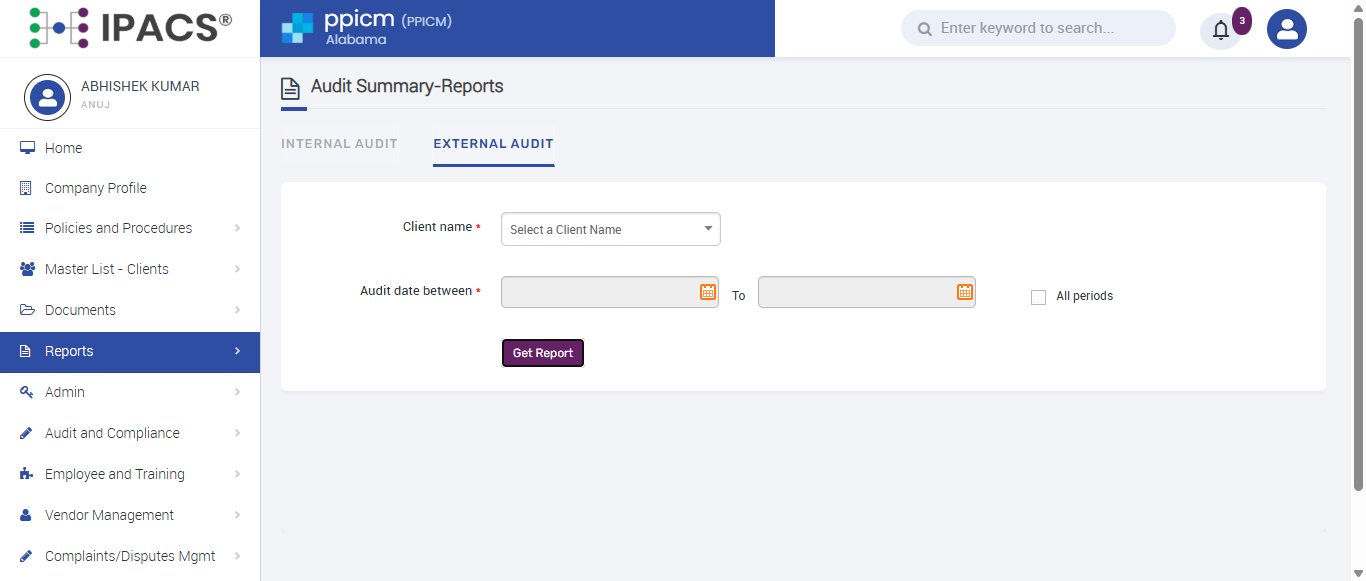 IPACS®
ppicm (PPICM)
Alabama
Enter keyword to search...
3
ABHISHEK KUMAR
ANUJ
Home
Company Profile
Policies and Procedures
Master List - Clients
Documents
Reports
Admin
Audit and Compliance
Employee and Training
Vendor Management
Complaints/Disputes Mgmt
Audit Summary-Reports
INTERNAL AUDIT EXTERNAL AUDIT
Client name * Select a Client Name
Audit date between * To All periods
Get Report